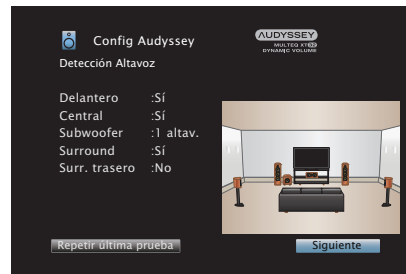 Config Audyssey
AUDYSSEY
MULTEQ XT32
DYNAMIC VOLUME
Detección Altavoz
Delantero :Sí
Central :Sí
Subwoofer :1 altav.
Surround :Sí
Surr. trasero :No
Repetir última prueba
Siguiente